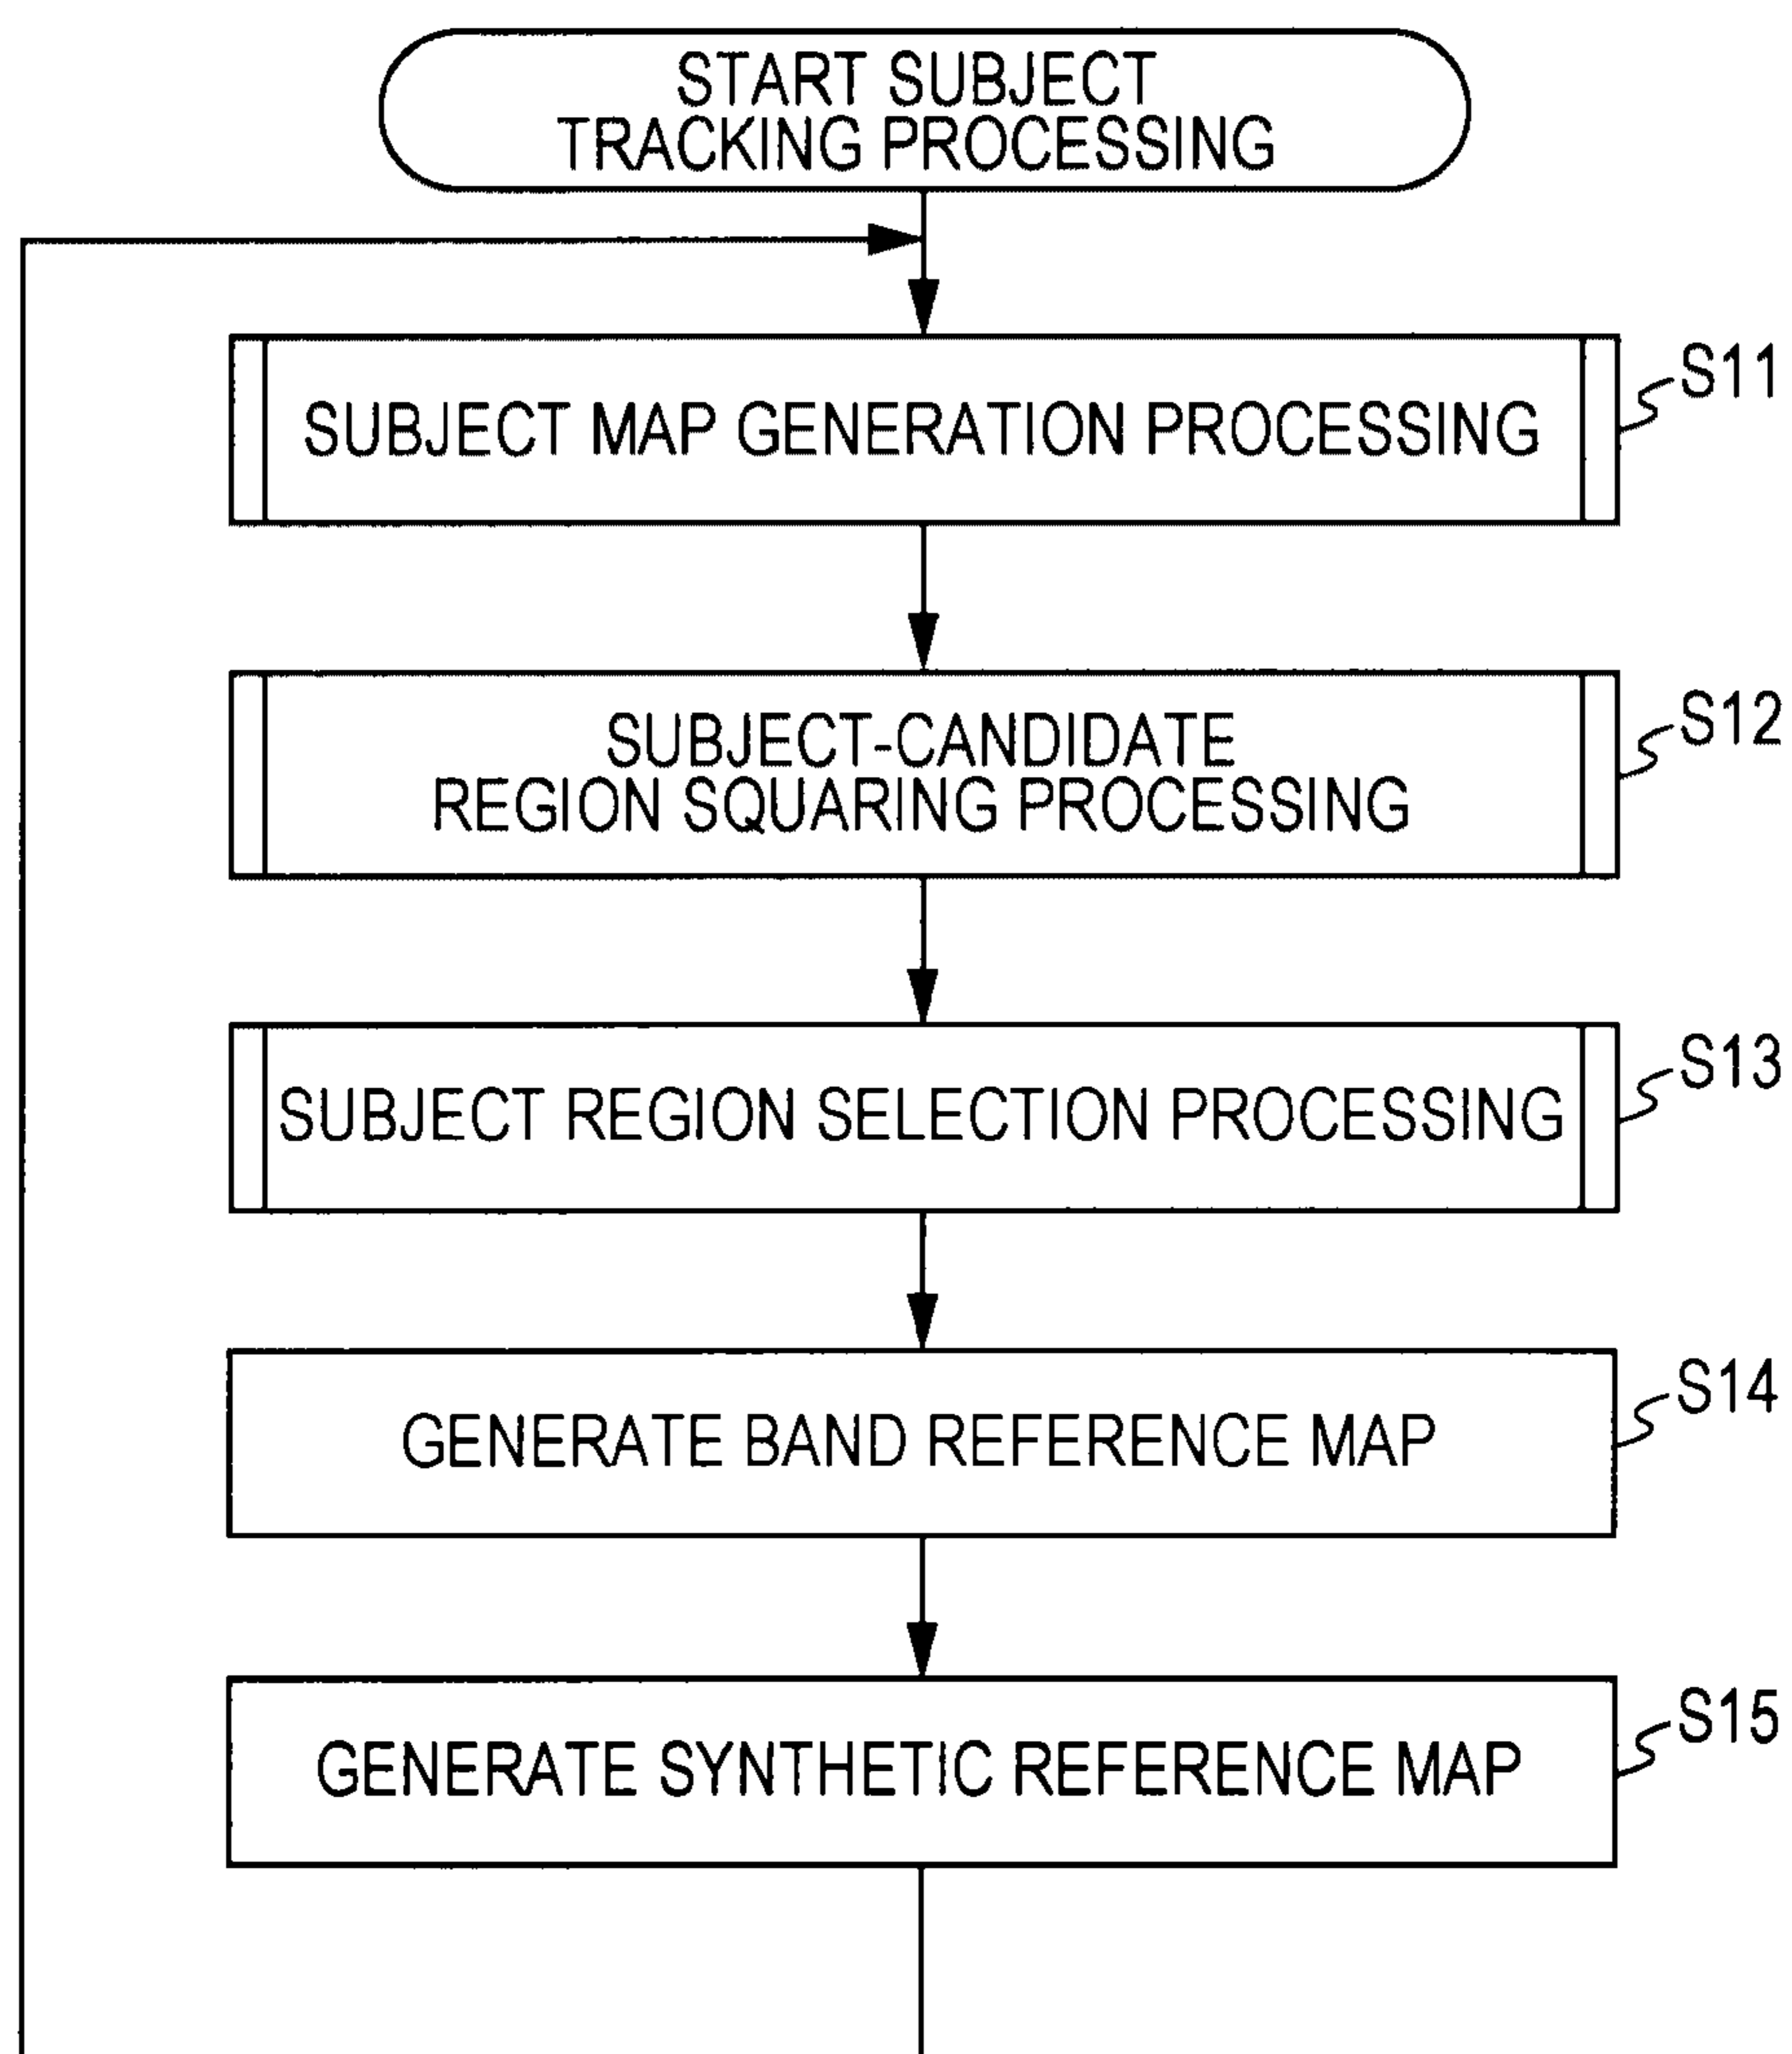 START SUBJECT
TRACKING PROCESSING
SUBJECT MAP GENERATION PROCESSING
S11
SUBJECT-CANDIDATE
REGION SQUARING PROCESSING
S12
SUBJECT REGION SELECTION PROCESSING
S13
GENERATE BAND REFERENCE MAP
S14
GENERATE SYNTHETIC REFERENCE MAP
S15